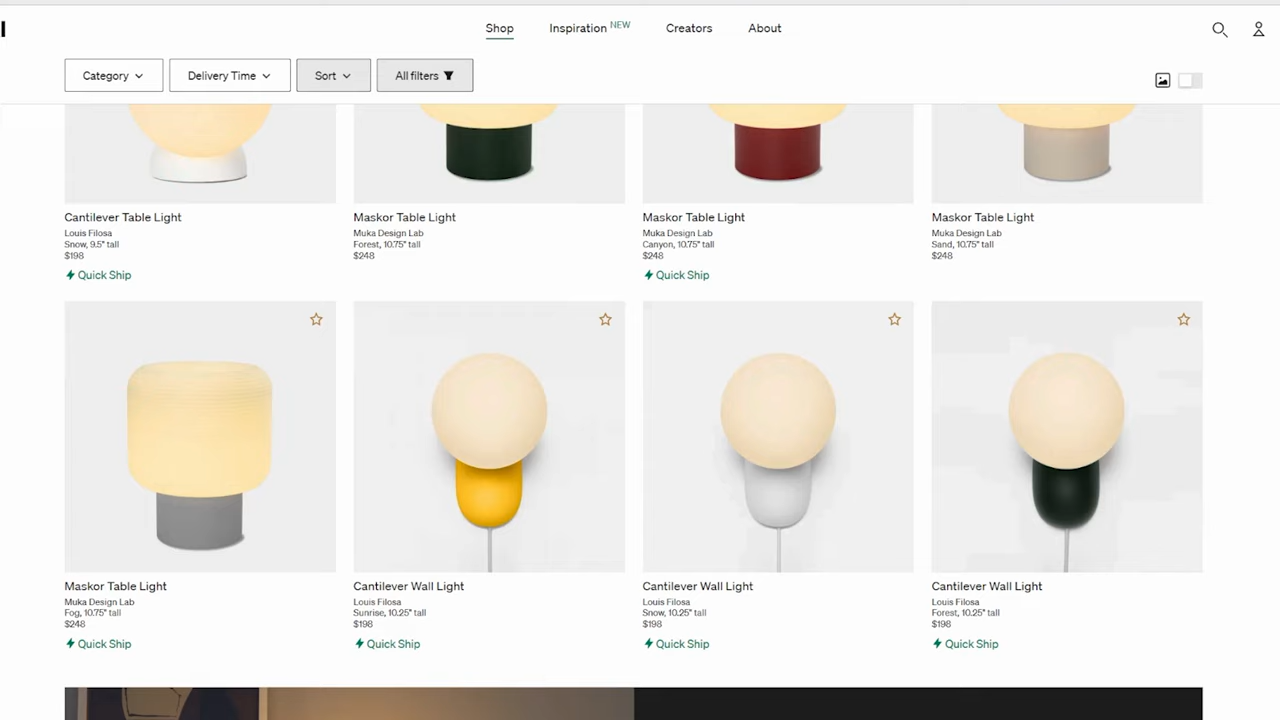 Shop
Inspiration NEW
Creators
About
Category
Delivery Time
Sort
All filters
Cantilever Table Light
Louis Filosa
Snow, 9.5" tall
$198
Quick Ship
Maskor Table Light
Muka Design Lab
Forest, 10.75" tall
$248
Maskor Table Light
Muka Design Lab
Canyon, 10.75" tall
$248
Quick Ship
Maskor Table Light
Muka Design Lab
Sand, 10.75" tall
$248
Maskor Table Light
Muka Design Lab
Fog, 10.75" tall
$248
Quick Ship
Cantilever Wall Light
Louis Filosa
Sunrise, 10.25" tall
$198
Quick Ship
Cantilever Wall Light
Louis Filosa
Snow, 10.25" tall
$198
Quick Ship
Cantilever Wall Light
Louis Filosa
Forest, 10.25" tall
$198
Quick Ship